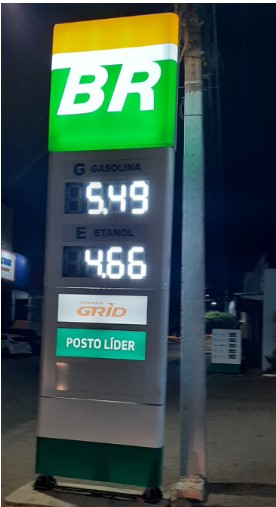 BR
G GASOLINA
5.49
E ETANOL
4.66
GRID
POSTO LÍDER